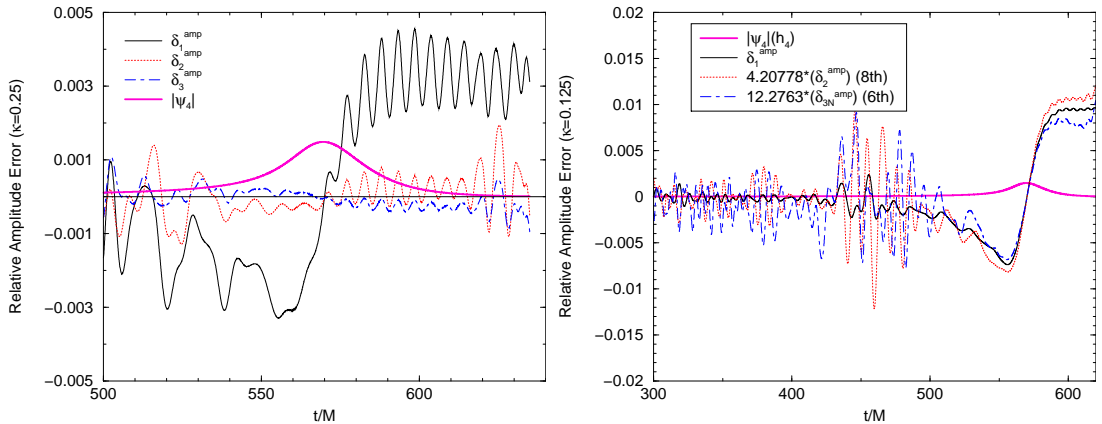 Relative Amplitude Error (κ=0.25)
0.005
0.003
0.001
−0.001
−0.003
−0.005
500
550
600
t/M
δ₁ᵃᵐᵖ
δ₂ᵃᵐᵖ
δ₃ᵃᵐᵖ
|ψ₄|
Relative Amplitude Error (κ=0.125)
0.02
0.015
0.01
0.005
0
−0.005
−0.01
−0.015
−0.02
300
400
500
600
t/M
|ψ₄|(h₄)
δ₁ᵃᵐᵖ
4.20778*(δ₂ᵃᵐᵖ) (8th)
12.2763*(δ₃ₙᵃᵐᵖ) (6th)